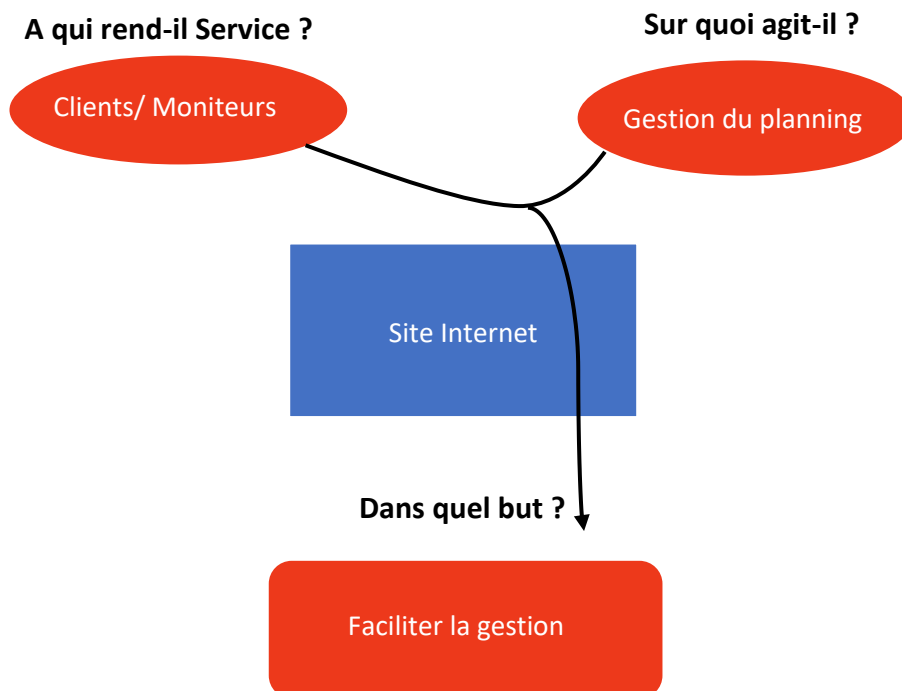 A qui rend-il Service ?
Sur quoi agit-il ?
Clients/ Moniteurs
Gestion du planning
Site Internet
Dans quel but ?
Faciliter la gestion